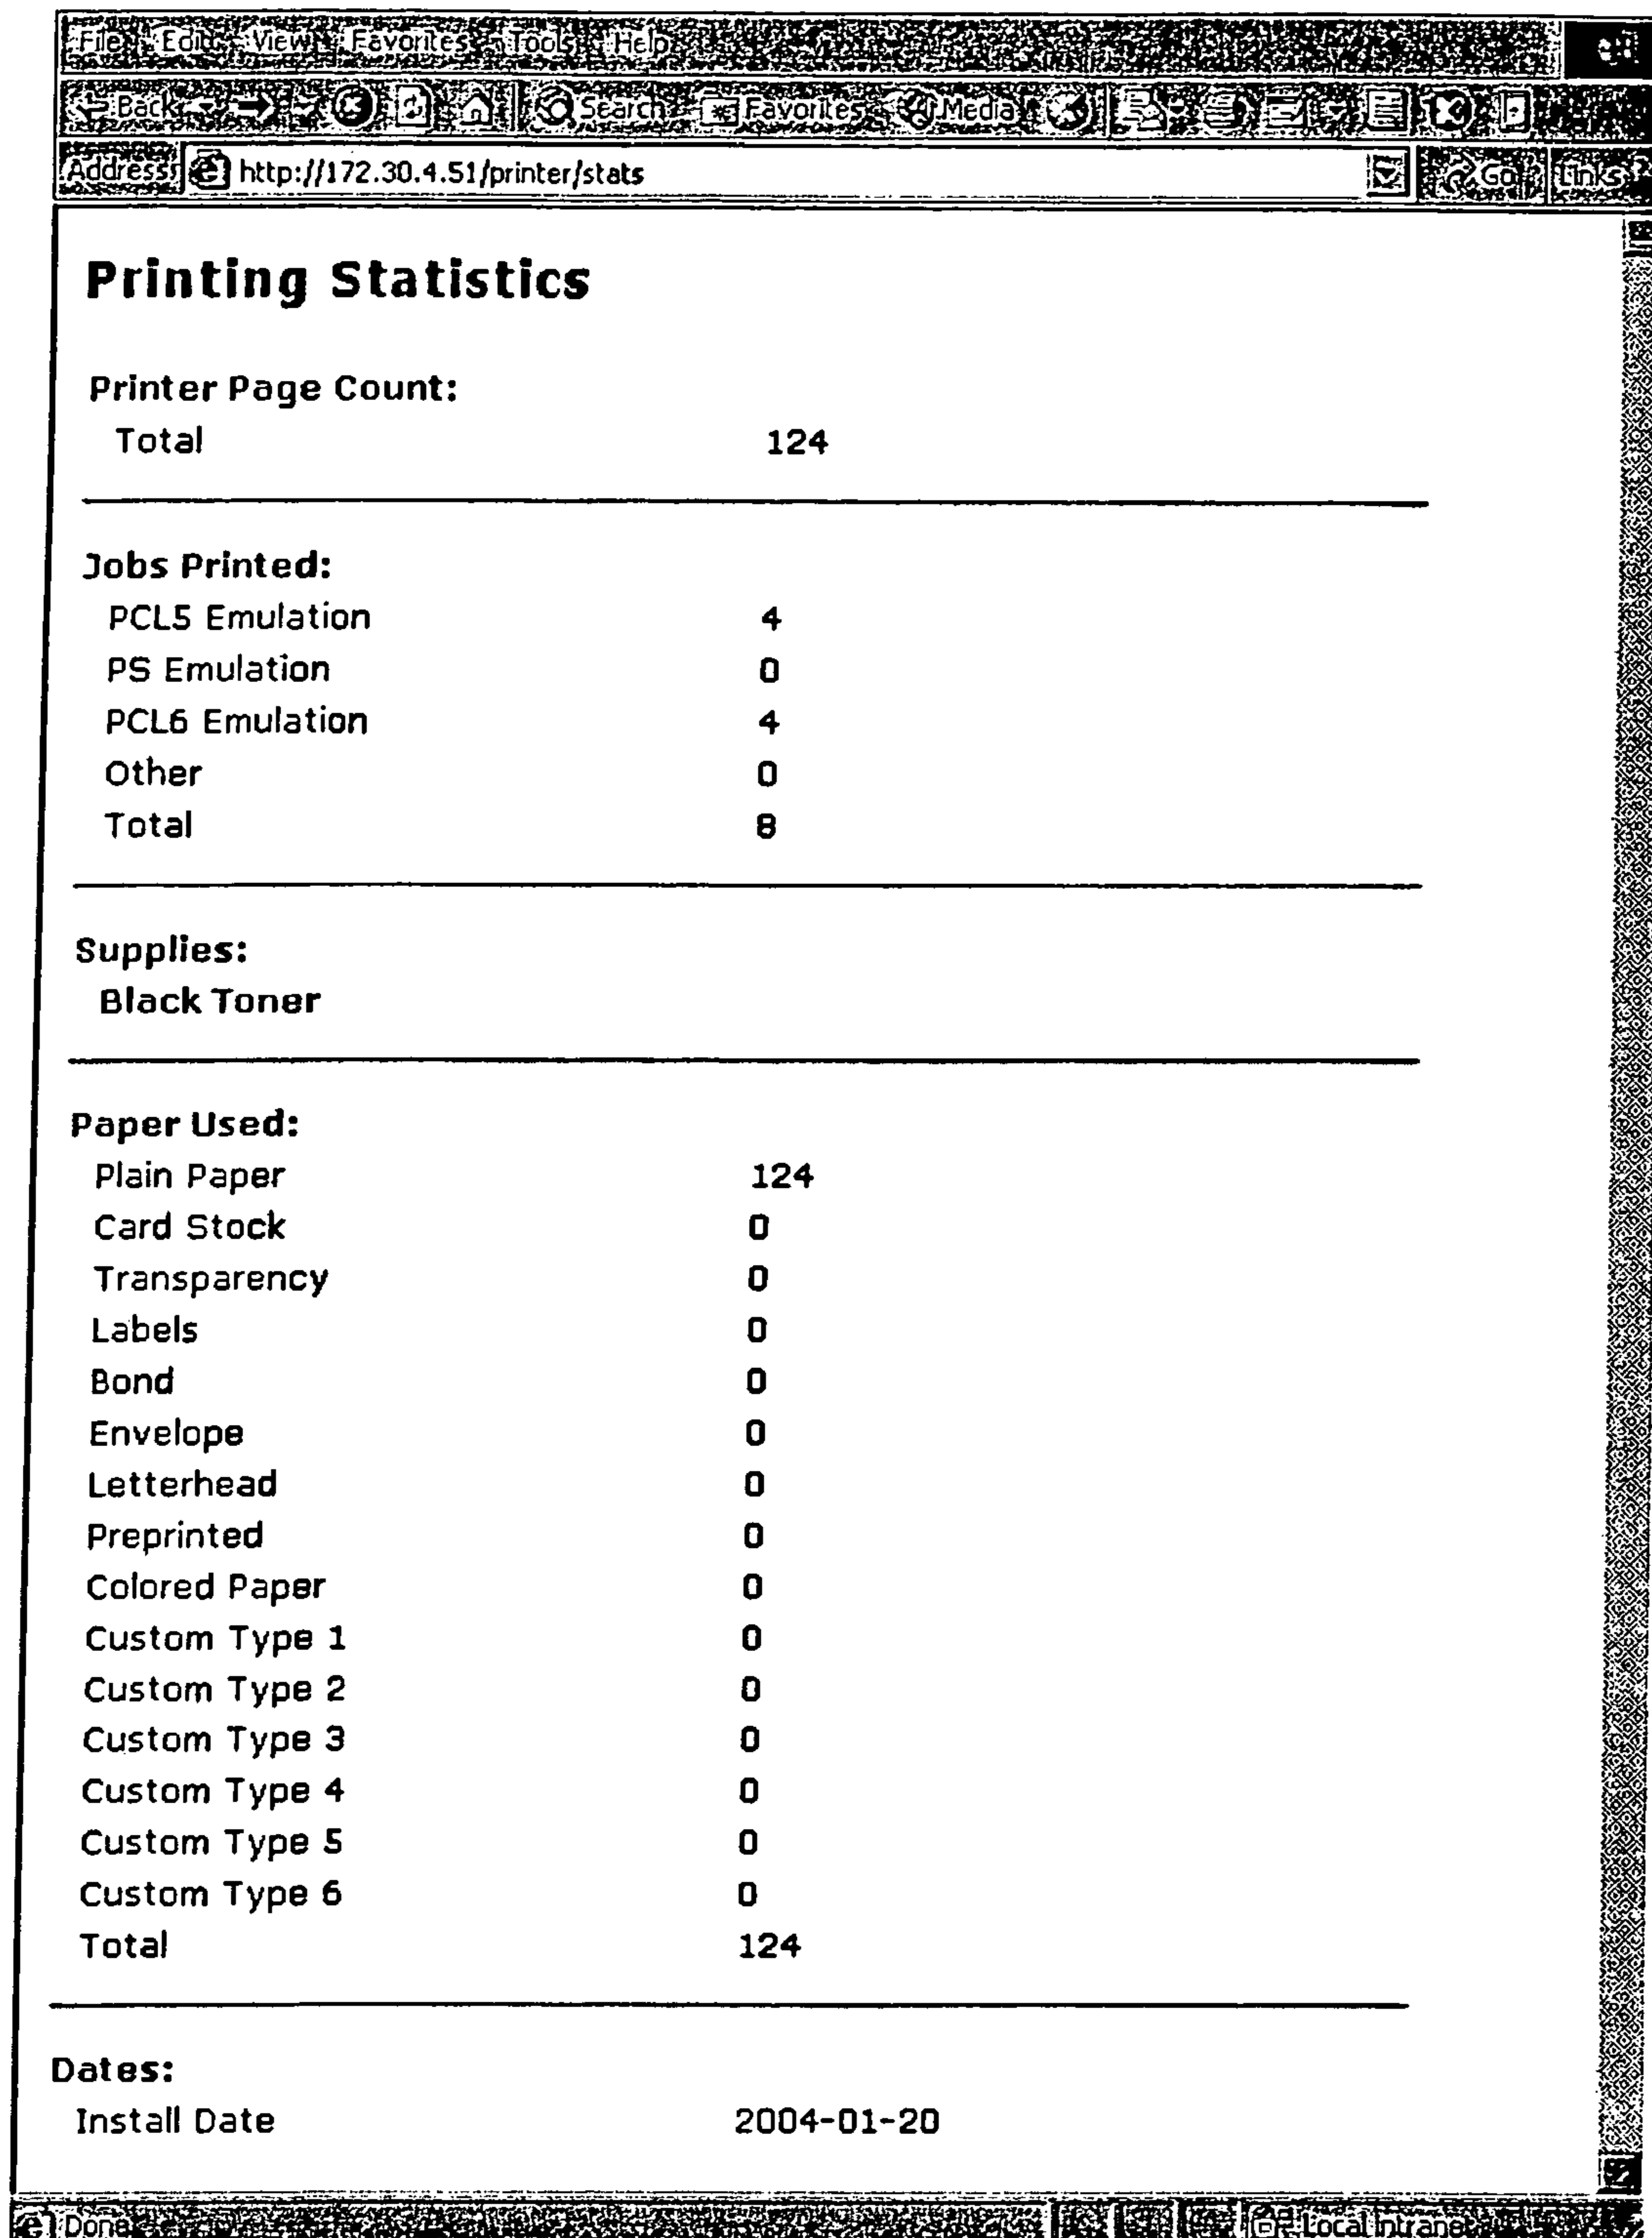 File Edit View Favorites Tools Help
Back Search Favorites Media
Address http://172.30.4.51/printer/stats Go Links
Printing Statistics
Printer Page Count:
Total 124
Jobs Printed:
PCL5 Emulation 4
PS Emulation 0
PCL6 Emulation 4
Other 0
Total 8
Supplies:
Black Toner
Paper Used:
Plain Paper 124
Card Stock 0
Transparency 0
Labels 0
Bond 0
Envelope 0
Letterhead 0
Preprinted 0
Colored Paper 0
Custom Type 1 0
Custom Type 2 0
Custom Type 3 0
Custom Type 4 0
Custom Type 5 0
Custom Type 6 0
Total 124
Dates:
Install Date 2004-01-20
Done Local intranet